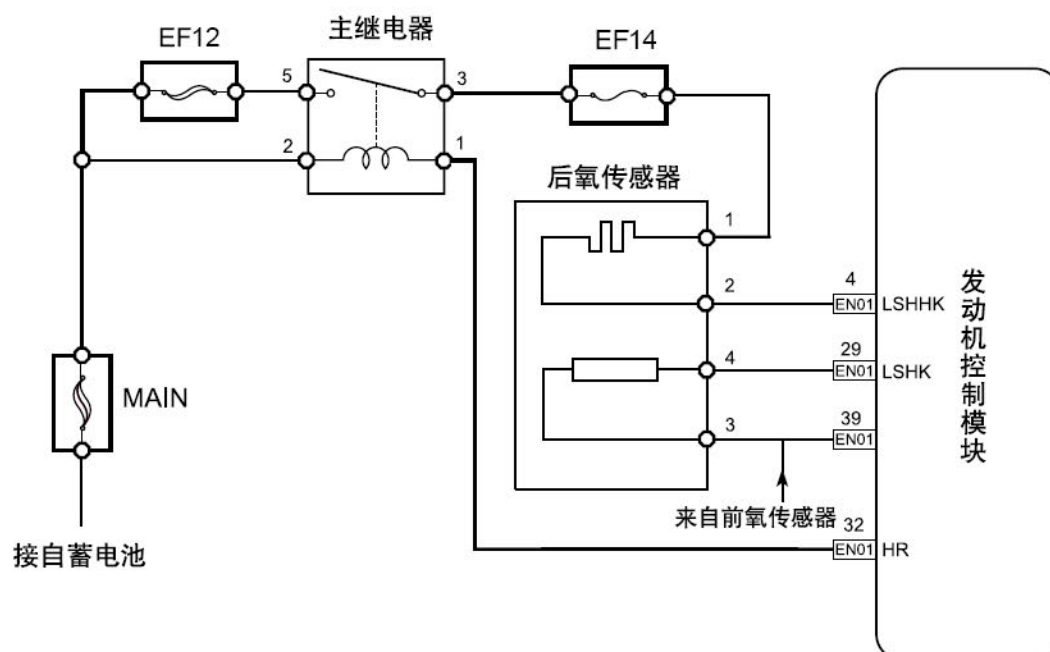 主继电器
EF12
EF14
5
3
2
1
后氧传感器
1
2
4
EN01
LSHHK
4
29
EN01
LSHK
3
39
EN01
来自前氧传感器
32
EN01
HR
发动机控制模块
MAIN
接自蓄电池